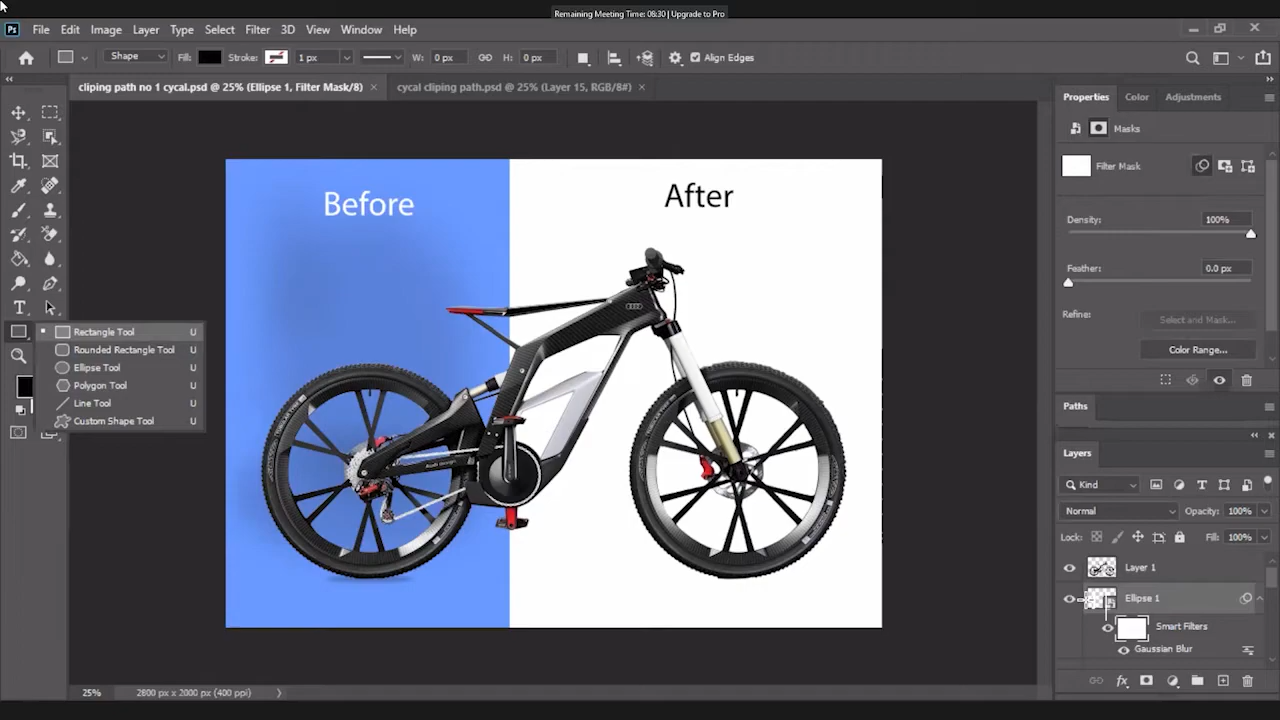 Remaining Meeting Time: 08:30 | Upgrade to Pro
Ps File Edit Image Layer Type Select Filter 3D View Window Help
Shape Fill: Stroke: 1 px W: 0 px H: 0 px Align Edges
cliping path no 1 cycal.psd @ 25% (Ellipse 1, Filter Mask/8) × cycal cliping path.psd @ 25% (Layer 15, RGB/8#) ×
Properties Color Adjustments
Masks
Filter Mask
Density: 100%
Feather: 0.0 px
Refine: Select and Mask...
Color Range...
Before
After
Rectangle Tool U
Rounded Rectangle Tool U
Ellipse Tool U
Polygon Tool U
Line Tool U
Custom Shape Tool U
Paths
Layers
Kind
Normal Opacity: 100%
Lock: Fill: 100%
Layer 1
Ellipse 1
Smart Filters
Gaussian Blur
25% 2800 px x 2000 px (400 ppi)